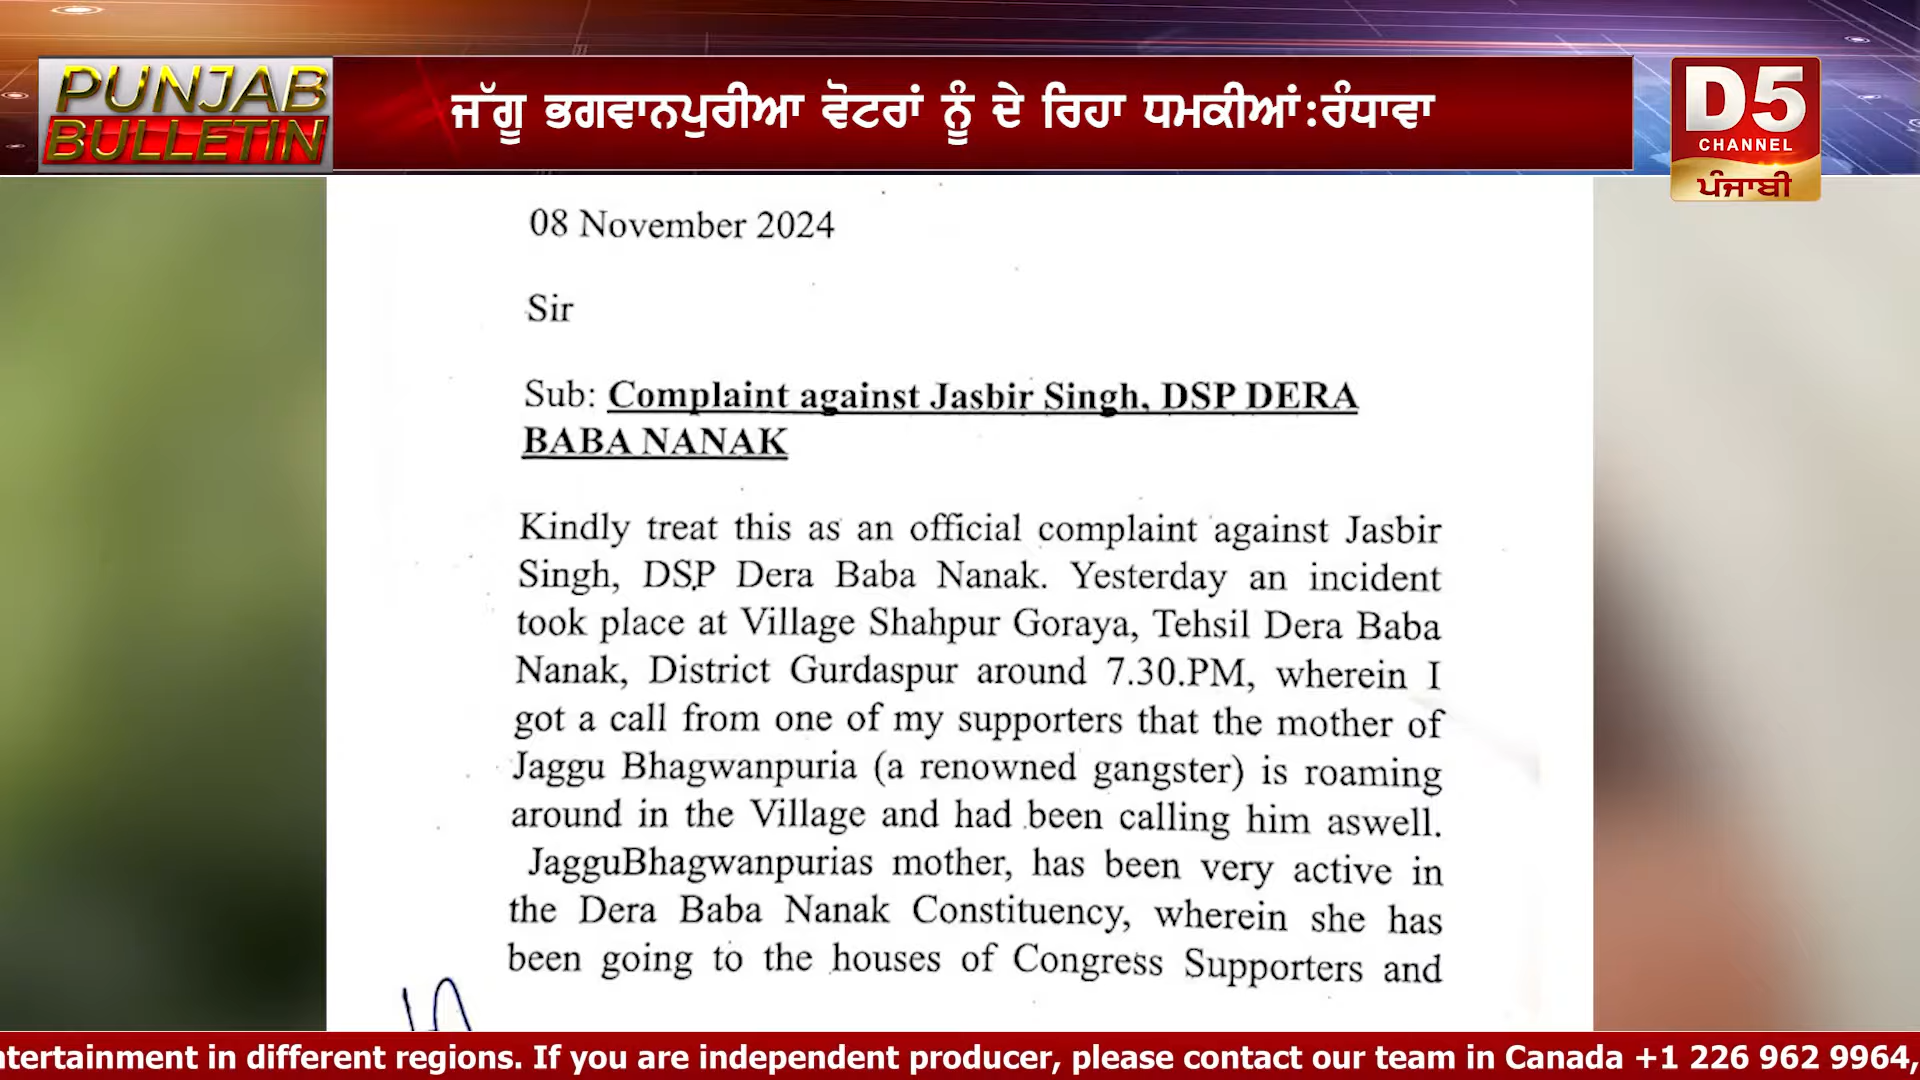 PUNJAB
BULLETIN
ਜੱਗੂ ਭਗਵਾਨਪੁਰੀਆ ਵੋਟਰਾਂ ਨੂੰ ਦੇ ਰਿਹਾ ਧਮਕੀਆਂ:ਰੰਧਾਵਾ
D5
CHANNEL
ਪੰਜਾਬੀ
08 November 2024
Sir
Sub: Complaint against Jasbir Singh, DSP DERA
BABA NANAK
Kindly treat this as an official complaint against Jasbir
Singh, DSP Dera Baba Nanak. Yesterday an incident
took place at Village Shahpur Goraya, Tehsil Dera Baba
Nanak, District Gurdaspur around 7.30.PM, wherein I
got a call from one of my supporters that the mother of
Jaggu Bhagwanpuria (a renowned gangster) is roaming
around in the Village and had been calling him aswell.
JagguBhagwanpurias mother, has been very active in
the Dera Baba Nanak Constituency, wherein she has
been going to the houses of Congress Supporters and
ntertainment in different regions. If you are independent producer, please contact our team in Canada +1 226 962 9964,